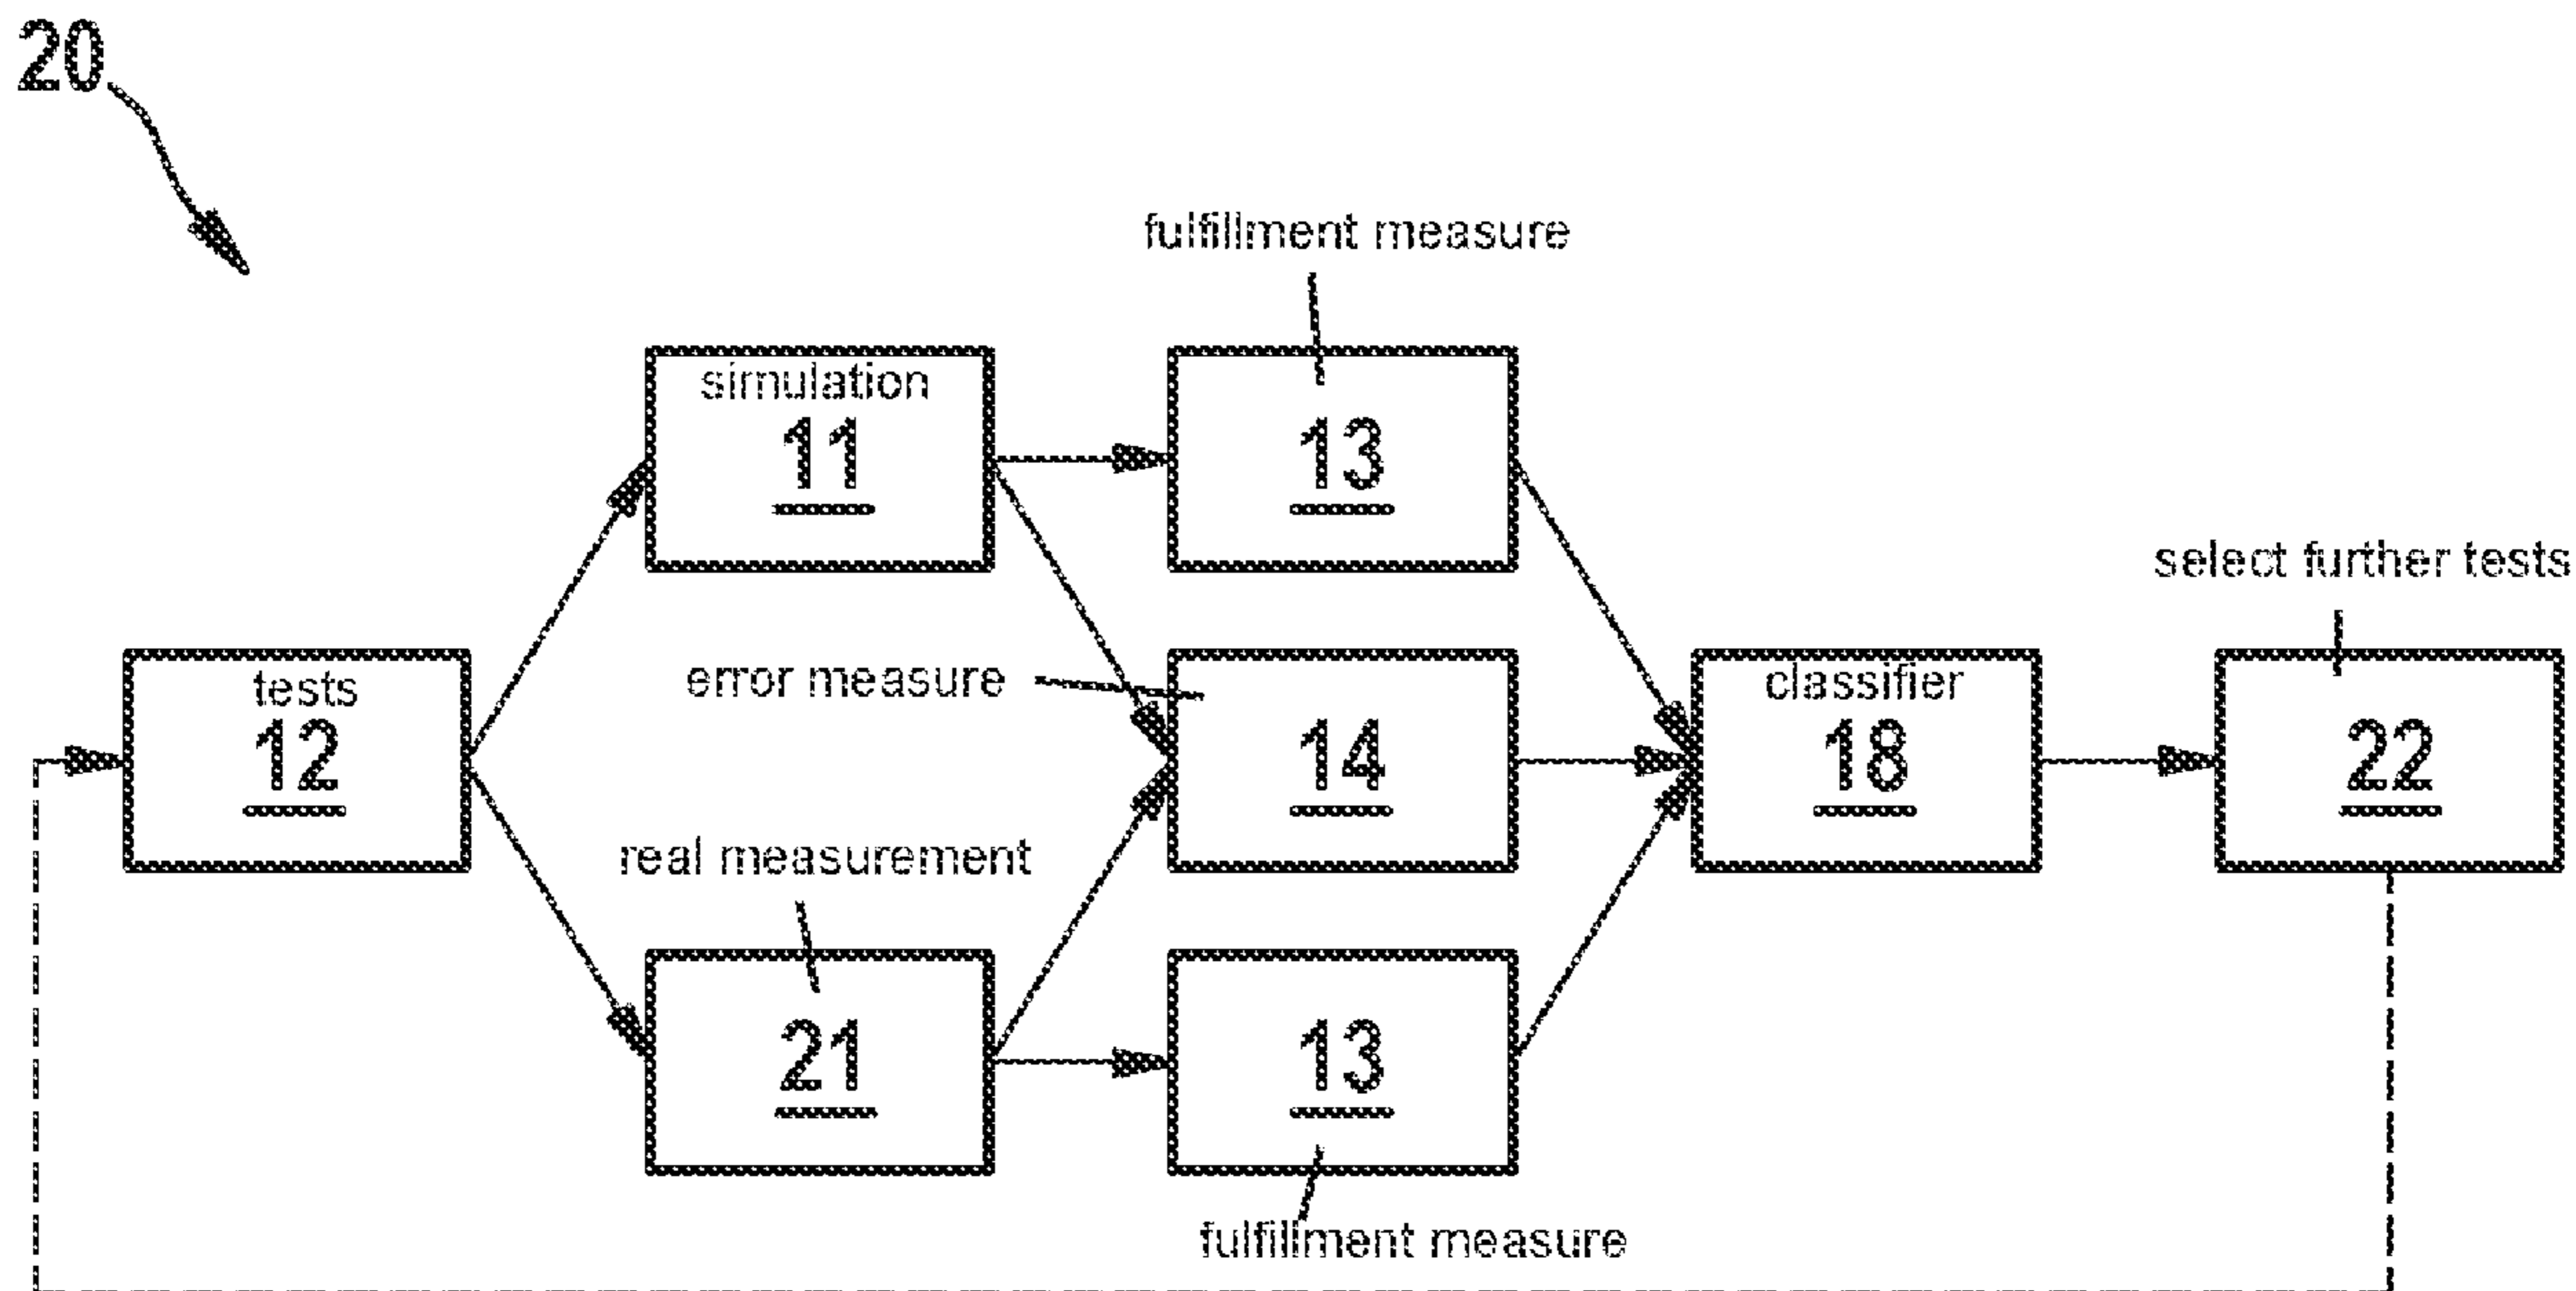 20
fulfillment measure
simulation
11
13
select further tests
tests
12
error measure
14
classifier
18
22
real measurement
21
13
fulfillment measure